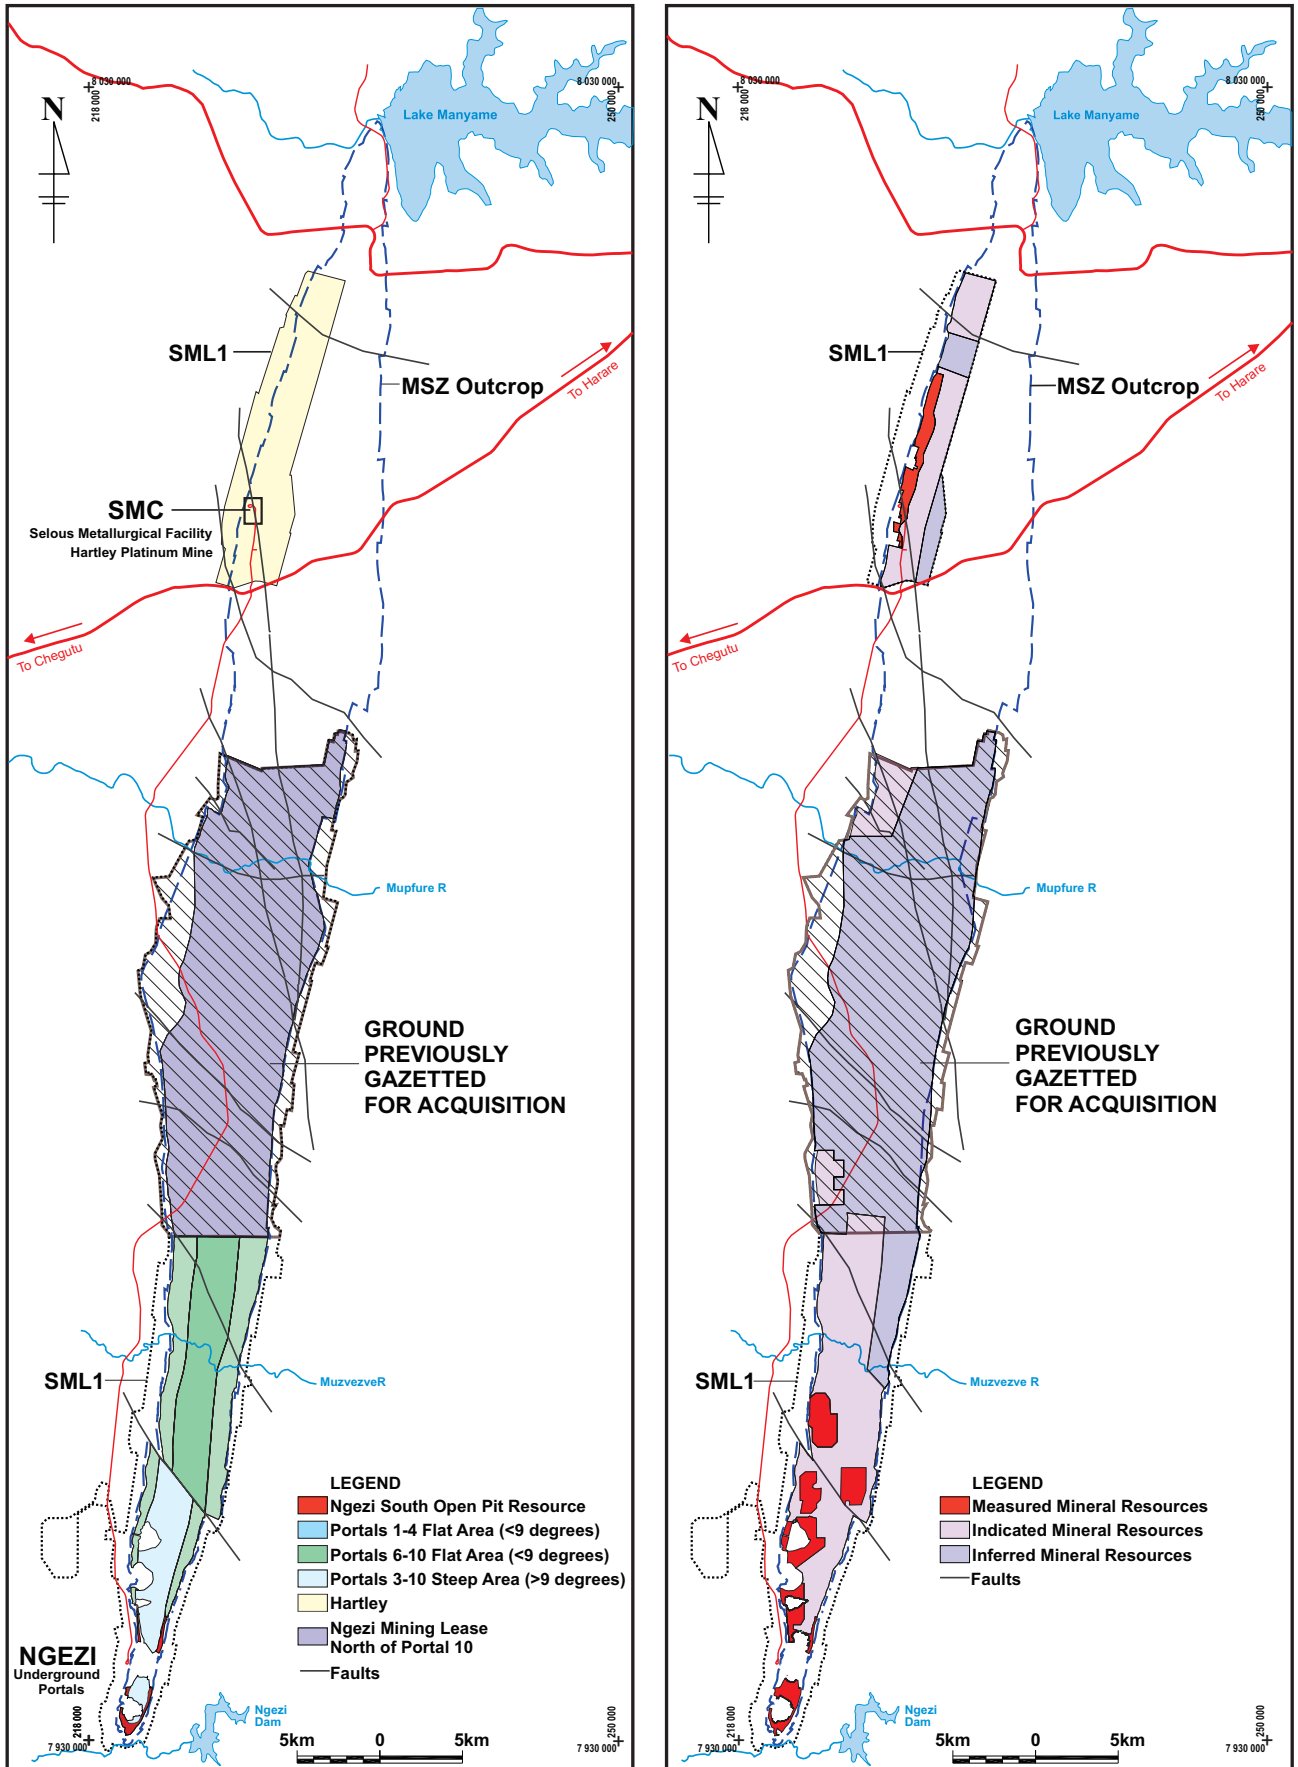 8 030 000
218 000
8 030 000
250 000
N
Lake Manyame
SML1
MSZ Outcrop
To Harare
SMC
Selous Metallurgical Facility
Hartley Platinum Mine
To Chegutu
Mupfure R
GROUND
PREVIOUSLY
GAZETTED
FOR ACQUISITION
SML1
MuzvezveR
LEGEND
Ngezi South Open Pit Resource
Portals 1-4 Flat Area (<9 degrees)
Portals 6-10 Flat Area (<9 degrees)
Portals 3-10 Steep Area (>9 degrees)
Hartley
Ngezi Mining Lease
North of Portal 10
Faults
NGEZI
Underground
Portals
Ngezi
Dam
218 000
7 930 000
5km 0 5km
7 930 000
8 030 000
218 000
8 030 000
250 000
N
Lake Manyame
SML1
MSZ Outcrop
To Harare
To Chegutu
Mupfure R
GROUND
PREVIOUSLY
GAZETTED
FOR ACQUISITION
SML1
Muzvezve R
LEGEND
Measured Mineral Resources
Indicated Mineral Resources
Inferred Mineral Resources
Faults
Ngezi
Dam
218 000
7 930 000
5km 0 5km
250 000
7 930 000